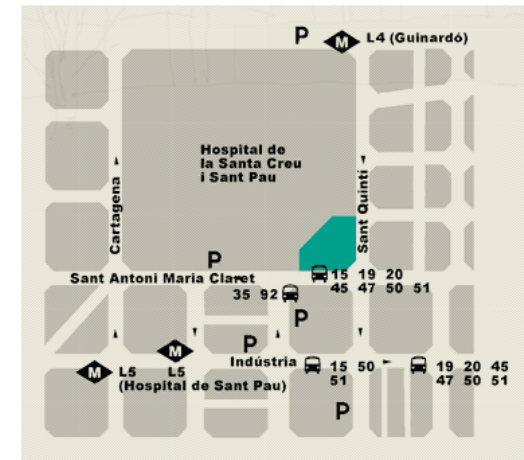 P
M L4 (Guinardó)
Hospital de
la Santa Creu
i Sant Pau
Cartagena
Sant Quintí
P
Sant Antoni Maria Claret
15 19 20
45 47 50 51
35 92
P
P
M
M
L5 L5
(Hospital de Sant Pau)
Indústria
15 50
51
19 20 45
47 50 51
P